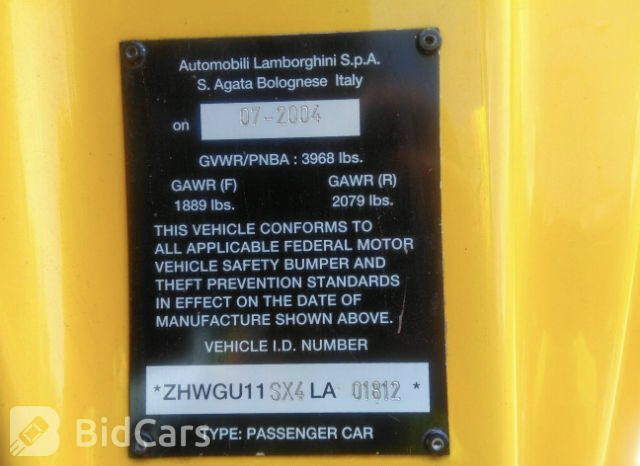 Automobili Lamborghini S.p.A.
S. Agata Bolognese Italy
on 07-2004
GVWR/PNBA : 3968 lbs.
GAWR (F) GAWR (R)
1889 lbs. 2079 lbs.
THIS VEHICLE CONFORMS TO
ALL APPLICABLE FEDERAL MOTOR
VEHICLE SAFETY BUMPER AND
THEFT PREVENTION STANDARDS
IN EFFECT ON THE DATE OF
MANUFACTURE SHOWN ABOVE.
VEHICLE I.D. NUMBER
*ZHWGU11SX4LA 01812 *
TYPE: PASSENGER CAR
BidCars